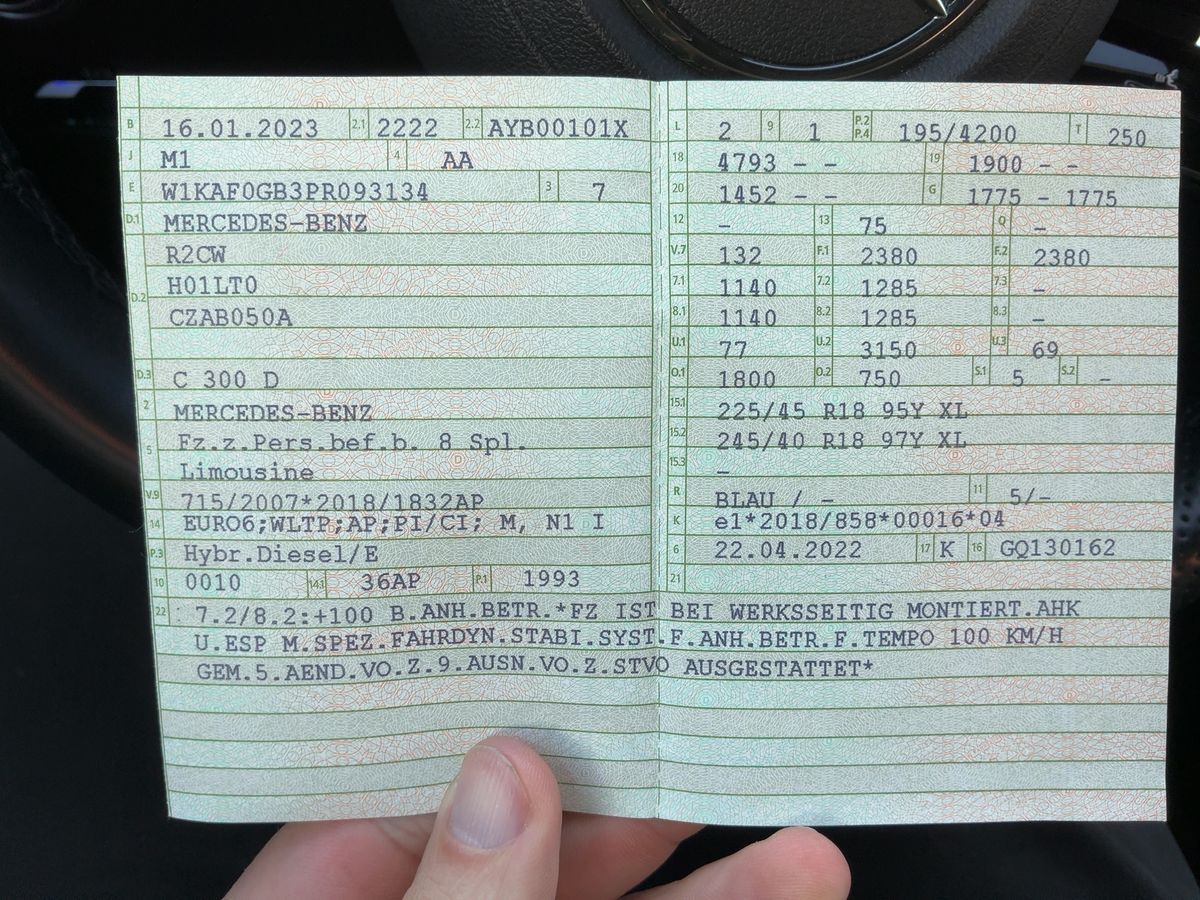 B 16.01.2023 2.1 2222 2.2 AYB00101X
J M1 4 AA
E W1KAF0GB3PR093134 3 7
D.1 MERCEDES-BENZ
R2CW
D.2 H01LT0
CZAB050A
D.3 C 300 D
2 MERCEDES-BENZ
5 Fz.z.Pers.bef.b. 8 Spl.
Limousine
V.9 715/2007*2018/1832AP
14 EURO6;WLTP;AP;PI/CI; M, N1 I
P.3 Hybr.Diesel/E
10 0010 14.1 36AP P.1 1993
L 2 9 1 P.2 P.4 195/4200 T 250
18 4793 - - 19 1900 - -
20 1452 - - G 1775 - 1775
12 - 13 75 Q -
V.7 132 F.1 2380 F.2 2380
7.1 1140 7.2 1285 7.3 -
8.1 1140 8.2 1285 8.3 -
U.1 77 U.2 3150 U.3 69
O.1 1800 O.2 750 S.1 5 S.2 -
15.1 225/45 R18 95Y XL
15.2 245/40 R18 97Y XL
15.3 -
R BLAU / - 11 5/-
K e1*2018/858*00016*04
6 22.04.2022 17 K 16 GQ130162
21
22 7.2/8.2:+100 B.ANH.BETR.*FZ IST BEI WERKSSEITIG MONTIERT.AHK
U.ESP M.SPEZ.FAHRDYN.STABI.SYST.F.ANH.BETR.F.TEMPO 100 KM/H
GEM.5.AEND.VO.Z.9.AUSN.VO.Z.STVO AUSGESTATTET*